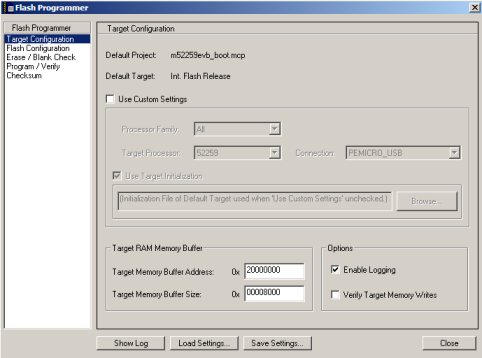 Flash Programmer
Flash Programmer
Target Configuration
Flash Configuration
Erase / Blank Check
Program / Verify
Checksum
Target Configuration
Default Project: m52259evb_boot.mcp
Default Target: Int. Flash Release
Use Custom Settings
Processor Family: All
Target Processor: 52259 Connection: PEMICRO_USB
Use Target Initialization
(Initialization File of Default Target used when 'Use Custom Settings' unchecked.) Browse...
Target RAM Memory Buffer
Target Memory Buffer Address: 0x 20000000
Target Memory Buffer Size: 0x 00008000
Options
Enable Logging
Verify Target Memory Writes
Show Log Load Settings... Save Settings... Close